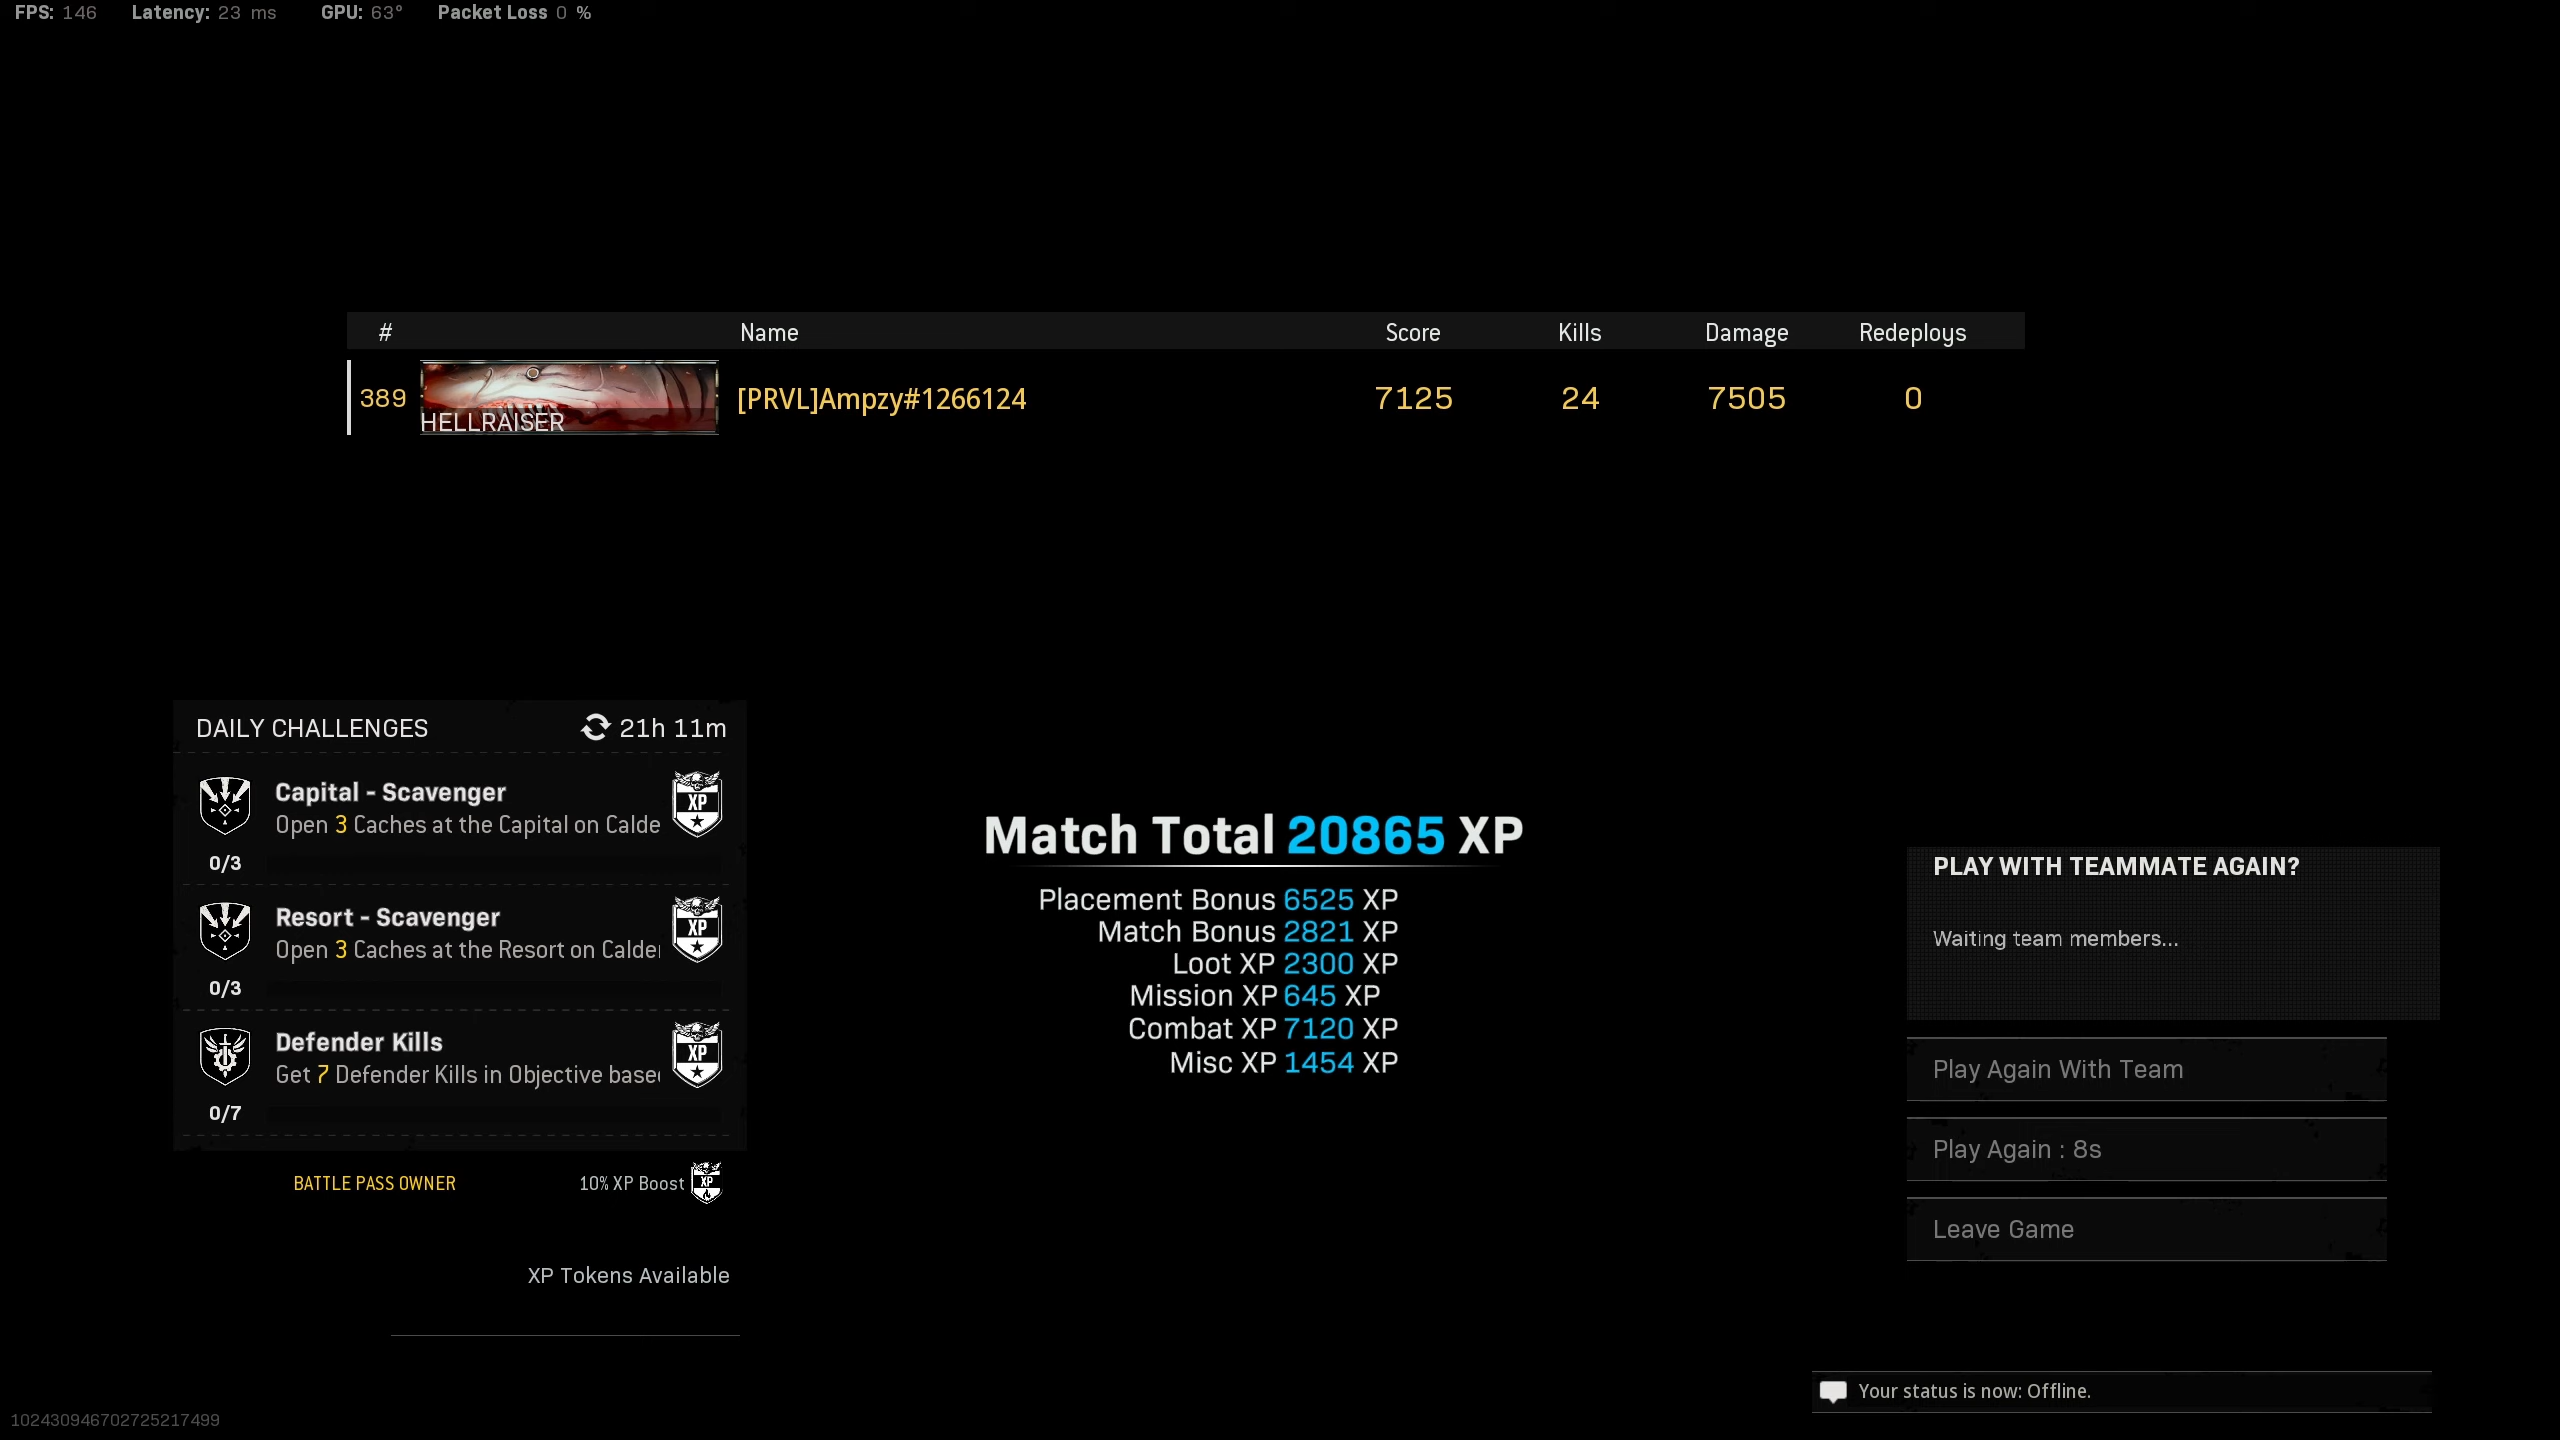 FPS: 146 Latency: 23 ms GPU: 63° Packet Loss 0 %
# Name Score Kills Damage Redeploys
389 HELLRAISER [PRVL]Ampzy#1266124 7125 24 7505 0
DAILY CHALLENGES 21h 11m
Capital - Scavenger
Open 3 Caches at the Capital on Calde
XP
0/3
Resort - Scavenger
Open 3 Caches at the Resort on Calder
XP
0/3
Defender Kills
Get 7 Defender Kills in Objective based
XP
0/7
BATTLE PASS OWNER 10% XP Boost XP
XP Tokens Available
Match Total 20865 XP
Placement Bonus 6525 XP
Match Bonus 2821 XP
Loot XP 2300 XP
Mission XP 645 XP
Combat XP 7120 XP
Misc XP 1454 XP
PLAY WITH TEAMMATE AGAIN?
Waiting team members...
Play Again With Team
Play Again : 8s
Leave Game
Your status is now: Offline.
102430946702725217499